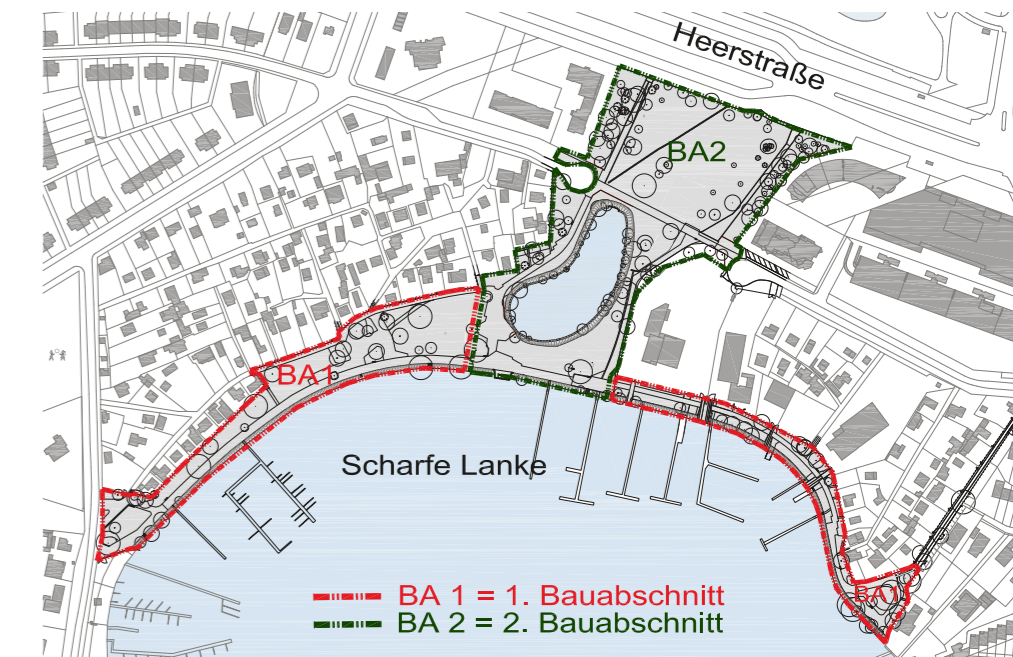 Heerstraße
BA2
BA1
Scharfe Lanke
BA1
BA 1 = 1. Bauabschnitt
BA 2 = 2. Bauabschnitt